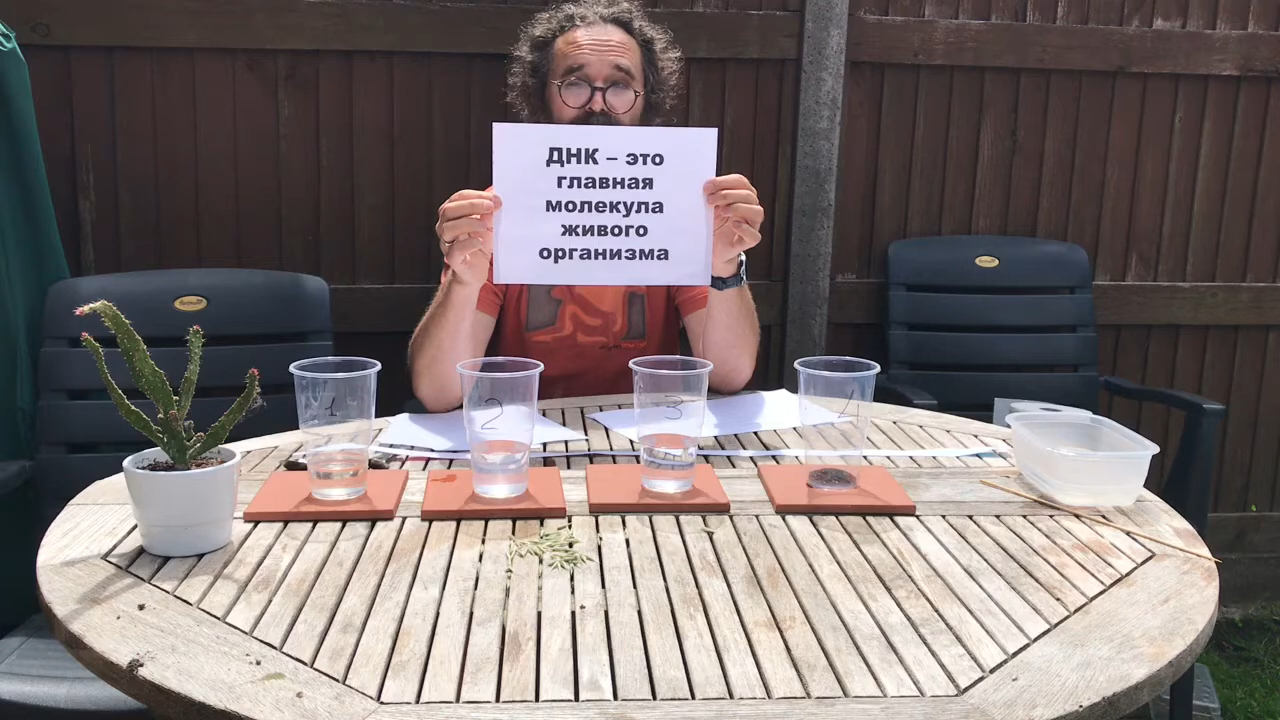 ДНК – это
главная
молекула
живого
организма
1
2
3
4